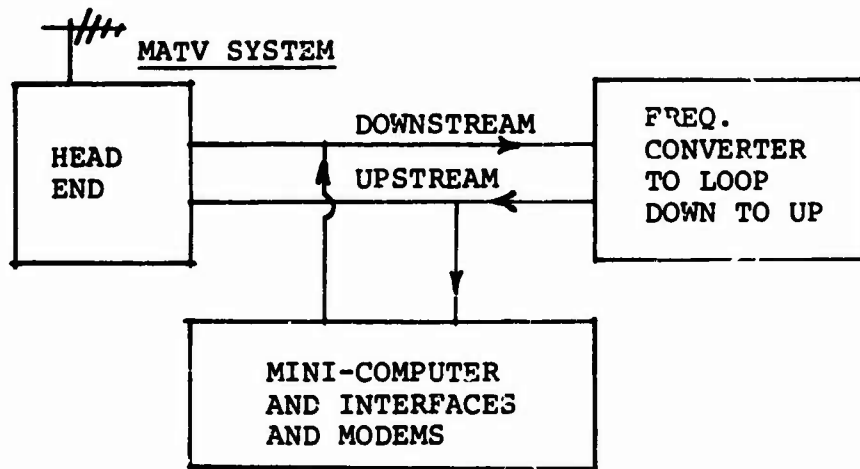 MATV SYSTEM
HEAD
END
DOWNSTREAM
UPSTREAM
FREQ.
CONVERTER
TO LOOP
DOWN TO UP
MINI-COMPUTER
AND INTERFACES
AND MODEMS